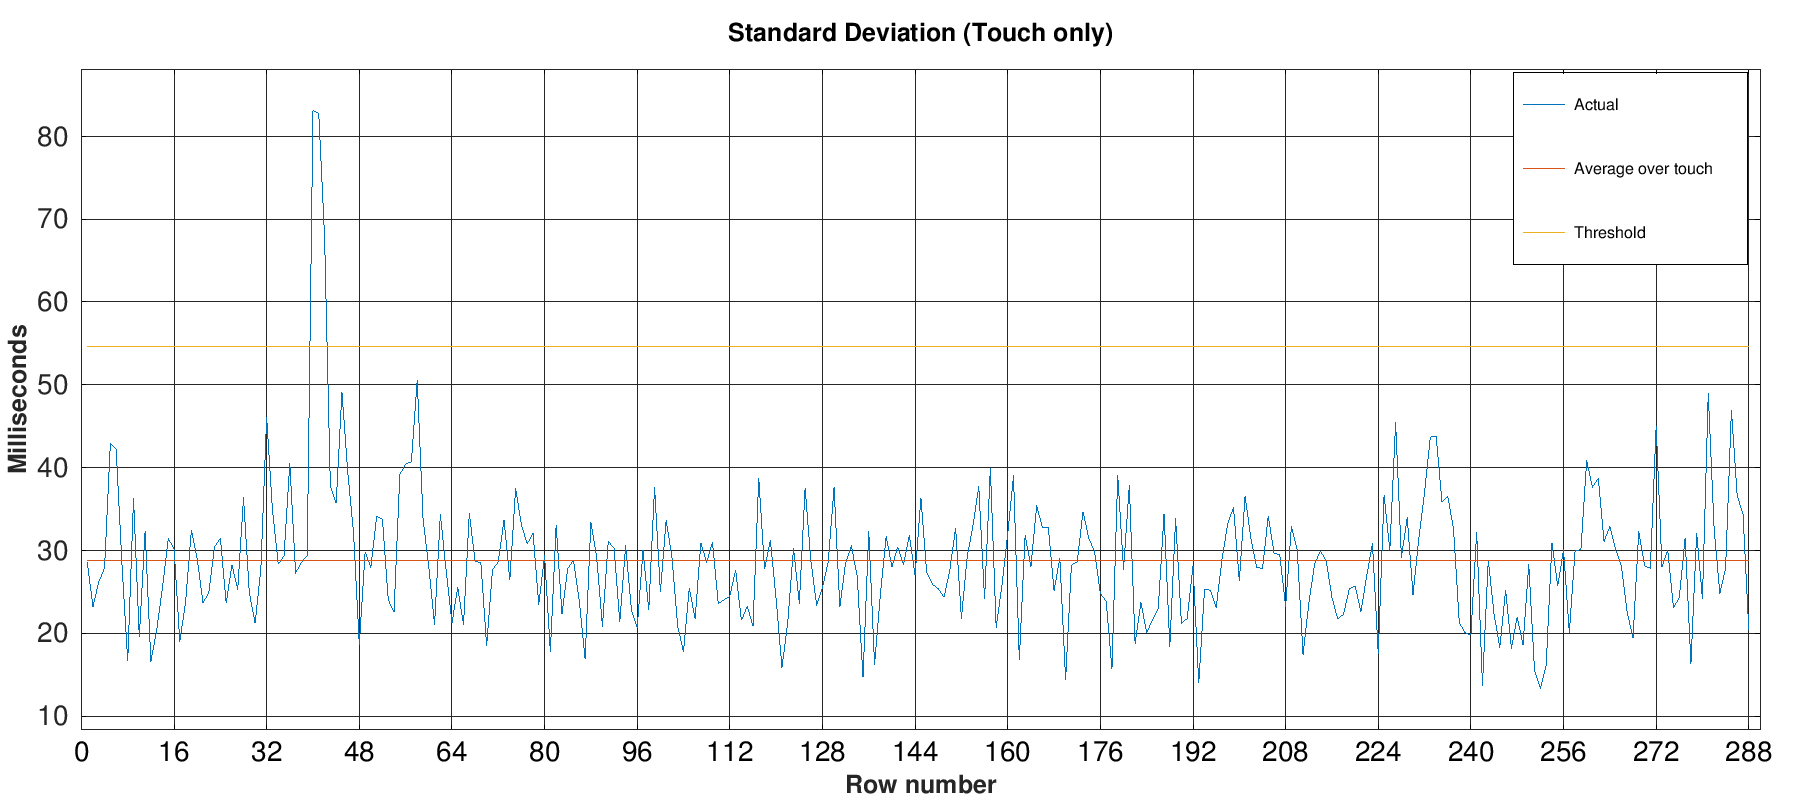 Standard Deviation (Touch only)
Actual
Average over touch
Threshold
80
70
60
50
40
30
20
10
Milliseconds
0 16 32 48 64 80 96 112 128 144 160 176 192 208 224 240 256 272 288
Row number